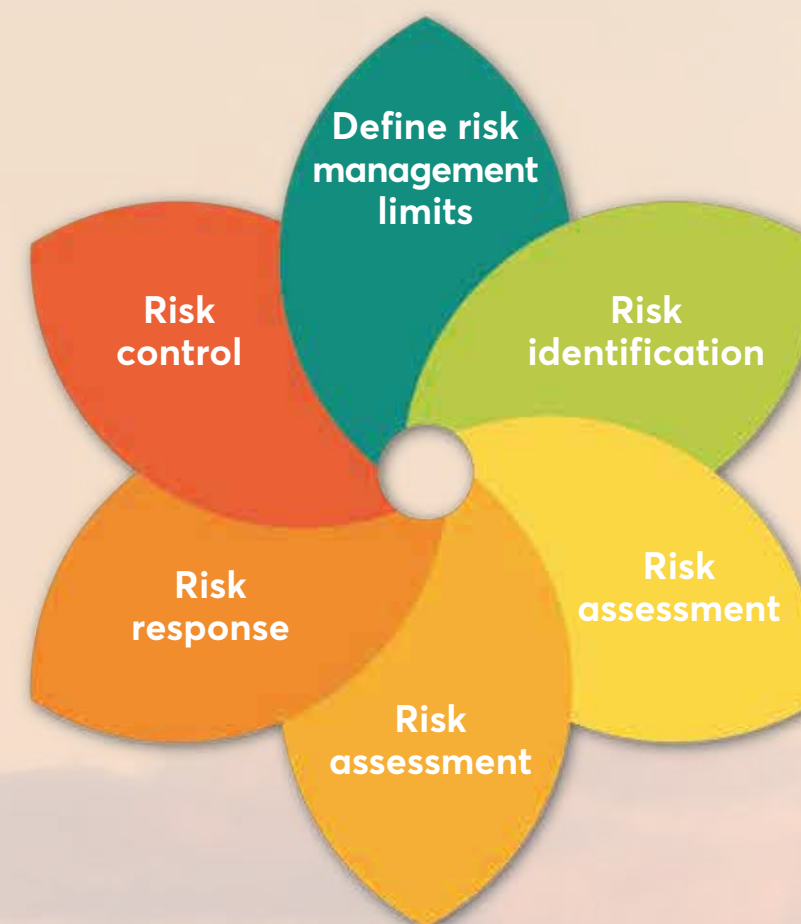 Define risk
management
limits
Risk
identification
Risk
assessment
Risk
assessment
Risk
response
Risk
control